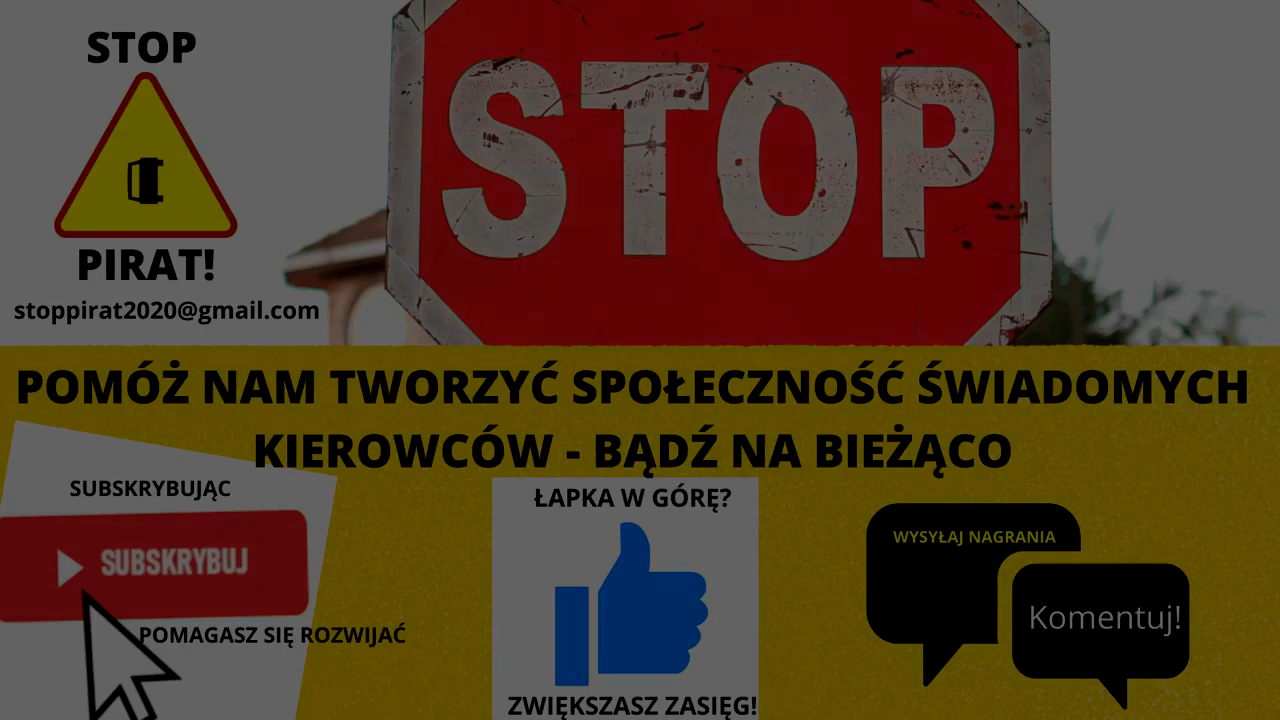 STOP
PIRAT!
stoppirat2020@gmail.com
STOP
POMÓŻ NAM TWORZYĆ SPOŁECZNOŚĆ ŚWIADOMYCH
KIEROWCÓW - BĄDŹ NA BIEŻĄCO
SUBSKRYBUJĄC
SUBSKRYBUJ
POMAGASZ SIĘ ROZWIJAĆ
ŁAPKA W GÓRĘ?
ZWIĘKSZASZ ZASIĘG!
WYSYŁAJ NAGRANIA
Komentuj!